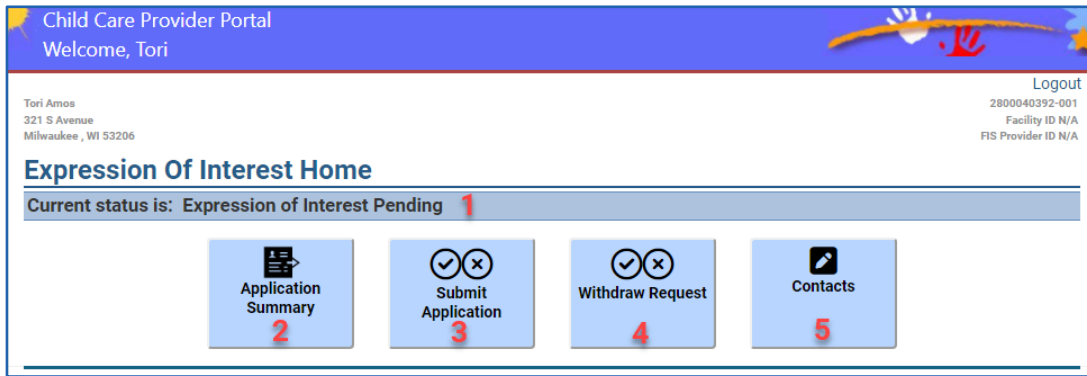 Child Care Provider Portal
Welcome, Tori
Logout
Tori Amos
2800040392-001
321 S Avenue
Facility ID N/A
Milwaukee , WI 53206
FIS Provider ID N/A
Expression Of Interest Home
Current status is: Expression of Interest Pending 1
Application
Summary
2
Submit
Application
3
Withdraw Request
4
Contacts
5